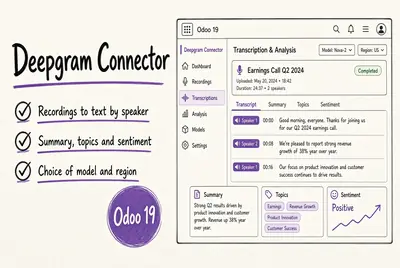 Deepgram Connector
Recordings to text by speaker
Summary, topics and sentiment
Choice of model and region
Odoo 19
Odoo 19
Deepgram Connector
Dashboard
Recordings
Transcriptions
Analysis
Models
Settings
Transcription & Analysis
Model: Nova-2
Region: US
Earnings Call Q2 2024
Completed
Upload: May 20, 2024 • 18:42
Duration: 24:37 • 2 speakers
Transcript Summary Topics Sentiment
Speaker 1 00:00 Good morning, everyone. Thanks for joining us
for our Q2 2024 earnings call.
Speaker 2 00:08 We're pleased to report strong revenue
growth of 38% year over year.
Speaker 1 00:16 Our focus on product innovation and customer
success continues to drive results.
Summary
Strong Q2 results driven by
product innovation and customer
growth. Revenue up 38% year
over year.
Topics
Earnings Revenue Growth
Product Innovation
Customer Success
Sentiment
Positive